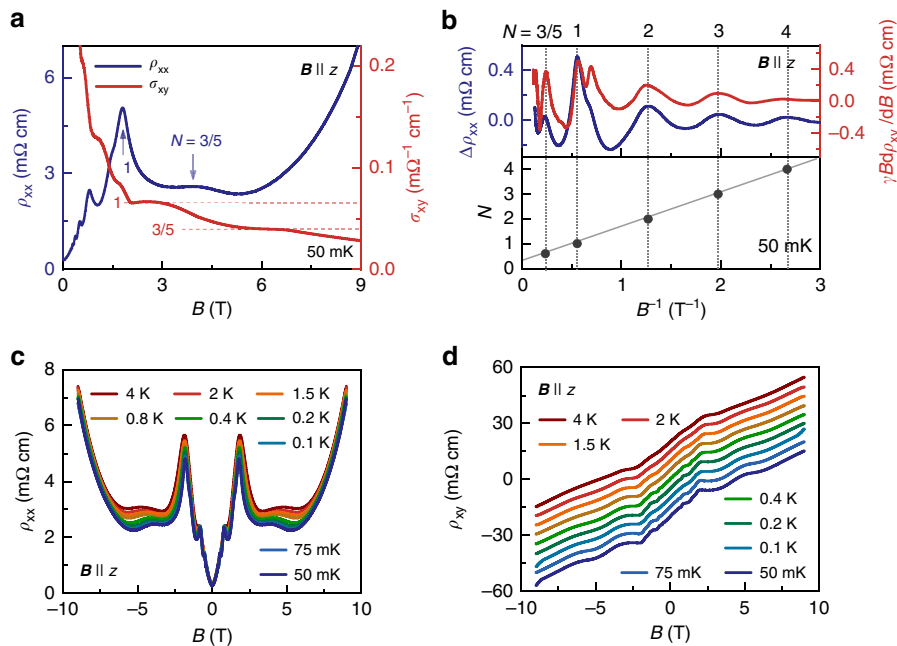 a
ρxx
σxy
B || z
N = 3/5
1
1
3/5
50 mK
6
4
2
0
0.2
0.1
0.0
0 3 6 9
ρxx (mΩ cm)
σxy (mΩ−1 cm−1)
B (T)
b
N = 3/5 1 2 3 4
B || z
0.4
0.0
0.4
0.0
−0.4
Δρxx (mΩ cm)
γBdρxy /dB (mΩ cm)
4
3
2
1
0
N
50 mK
0 1 2 3
B−1 (T−1)
c
8
6
4
2
0
ρxx (mΩ cm)
4 K 2 K 1.5 K
0.8 K 0.4 K 0.2 K
0.1 K
75 mK
50 mK
B || z
−10 −5 0 5 10
B (T)
d
60
30
0
−30
−60
ρxy (mΩ cm)
B || z
4 K 2 K
1.5 K
0.4 K
0.2 K
0.1 K
75 mK 50 mK
−10 −5 0 5 10
B (T)